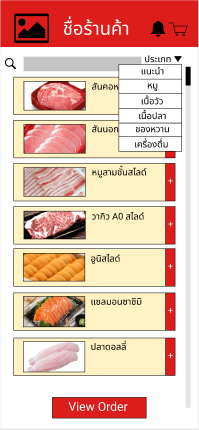 ชื่อร้านค้า
ประเภท ▼
แนะนำ
หมู
เนื้อวัว
เนื้อปลา
ของหวาน
เครื่องดื่ม
สันคอห
สันนอก
+
หมูสามชั้นสไลด์
+
วากิว A0 สไลด์
+
อูนิสไลด์
+
แซลมอนซาซิมิ
+
ปลาดอลลี่
+
View Order